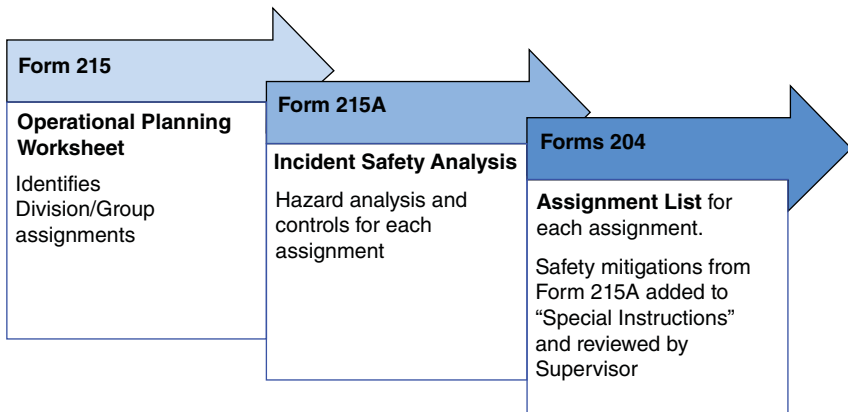 Form 215
Operational Planning
Worksheet
Identifies
Division/Group
assignments
Form 215A
Incident Safety Analysis
Hazard analysis and
controls for each
assignment
Forms 204
Assignment List for
each assignment.
Safety mitigations from
Form 215A added to
“Special Instructions”
and reviewed by
Supervisor